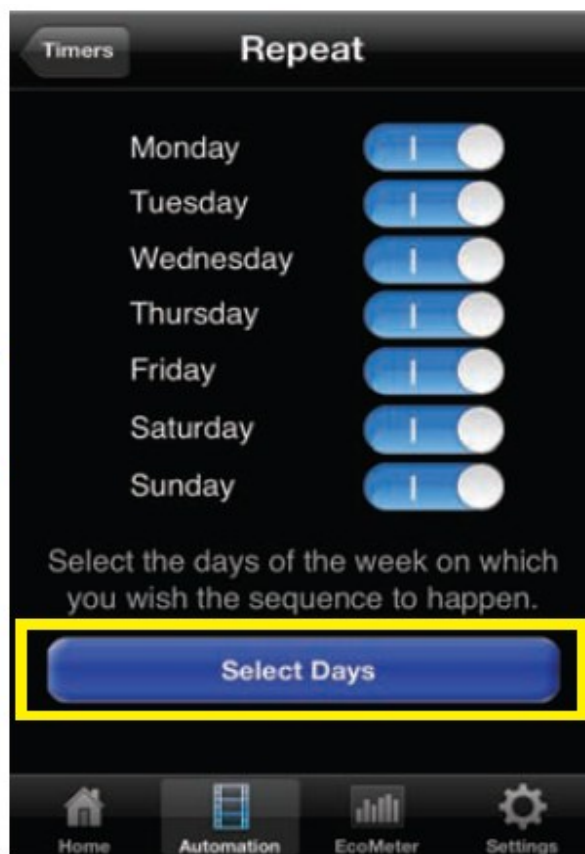 Timers
Repeat
Monday
Tuesday
Wednesday
Thursday
Friday
Saturday
Sunday
Select the days of the week on which
you wish the sequence to happen.
Select Days
Home
Automation
EcoMeter
Settings